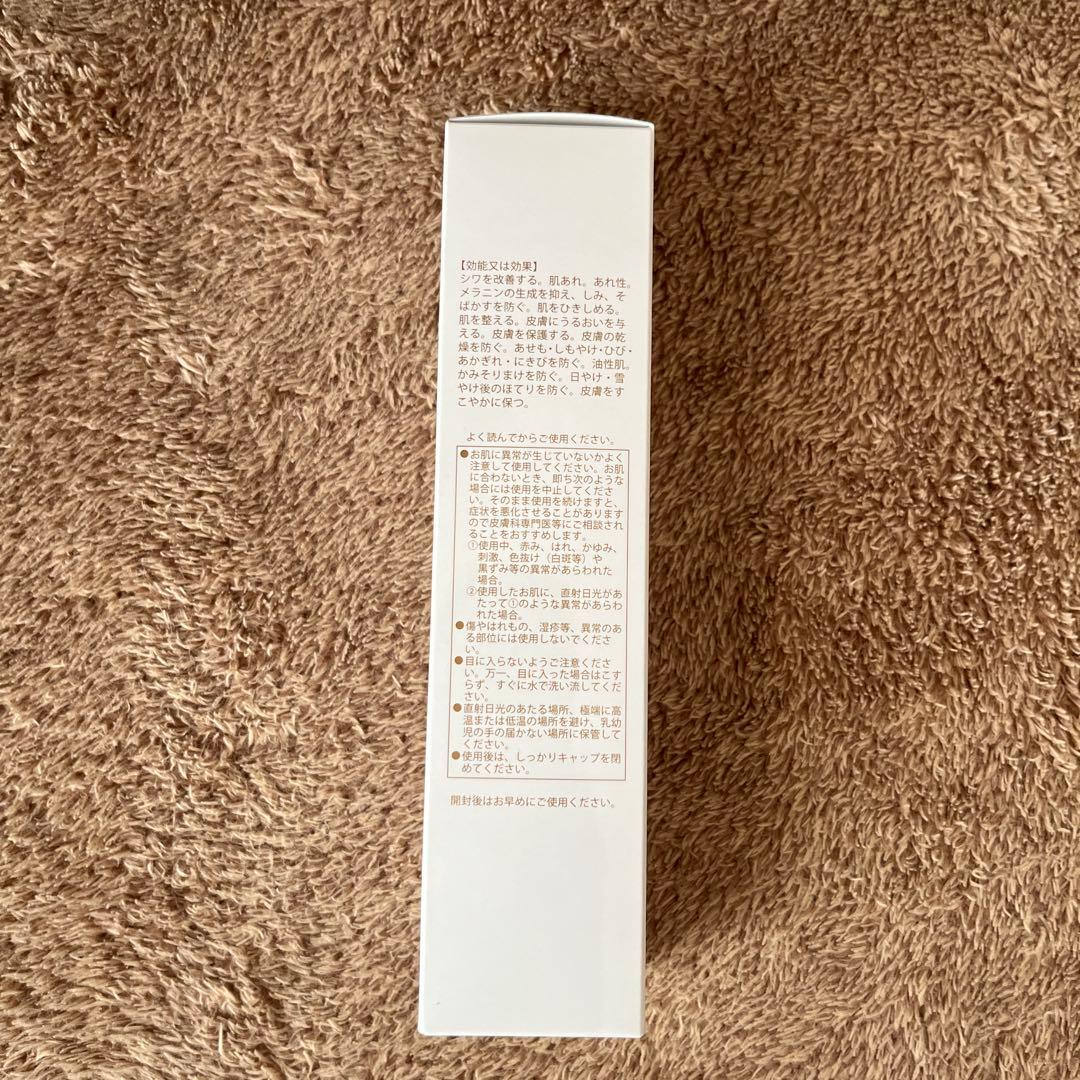 【効能又は効果】
シワを改善する。肌あれ。あれ性。
メラニンの生成を抑え、しみ、そ
ばかすを防ぐ。肌をひきしめる。
肌を整える。皮膚にうるおいを与
える。皮膚を保護する。皮膚の乾
燥を防ぐ。あせも・しもやけ・ひび・
あかぎれ・にきびを防ぐ。油性肌。
かみそりまけを防ぐ。日やけ・雪
やけ後のほてりを防ぐ。皮膚をす
こやかに保つ。
よく読んでからご使用ください。
●お肌に異常が生じていないかよく
注意して使用してください。お肌
に合わないとき、即ち次のような
場合には使用を中止してくださ
い。そのまま使用を続けますと、
症状を悪化させることがあります
ので皮膚科専門医等にご相談され
ることをおすすめします。
①使用中、赤み、はれ、かゆみ、
刺激、色抜け（白斑等）や
黒ずみ等の異常があらわれた
場合。
②使用したお肌に、直射日光があ
たって①のような異常があらわ
れた場合。
●傷やはれもの、湿疹等、異常のあ
る部位には使用しないでくださ
い。
●目に入らないようご注意くださ
い。万一、目に入った場合はこす
らず、すぐに水で洗い流してくだ
さい。
●直射日光のあたる場所、極端に高
温または低温の場所を避け、乳幼
児の手の届かない場所に保管して
ください。
●使用後は、しっかりキャップを閉
めてください。
開封後はお早めにご使用ください。